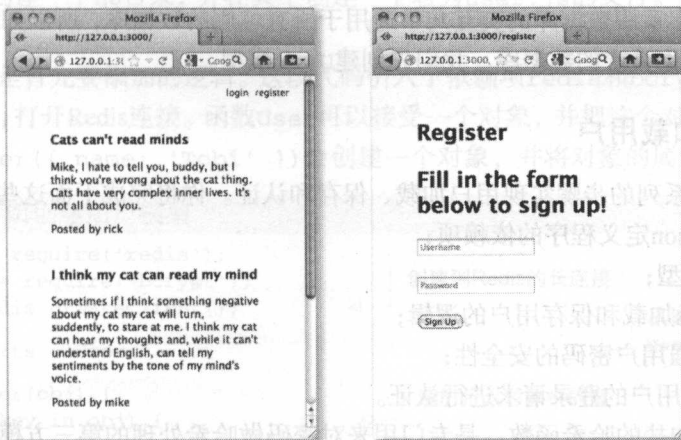 Mozilla Firefox
http://127.0.0.1:3000/
127.0.0.1:3(
Goog
login register
Cats can't read minds
Mike, I hate to tell you, buddy, but I
think you're wrong about the cat thing.
Cats have very complex inner lives. It's
not all about you.
Posted by rick
I think my cat can read my mind
Sometimes if I think something negative
about my cat my cat will turn,
suddently, to stare at me. I think my cat
can hear my thoughts and, while it can't
understand English, can tell my
sentiments by the tone of my mind's
voice.
Posted by mike
Mozilla Firefox
http://127.0.0.1:3000/register
127.0.0.1:3000,
Goog
Register
Fill in the form
below to sign up!
Username
Password
Sign Up